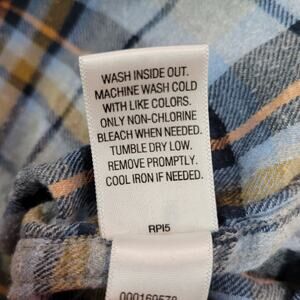 WASH INSIDE OUT.
MACHINE WASH COLD
WITH LIKE COLORS.
ONLY NON-CHLORINE
BLEACH WHEN NEEDED.
TUMBLE DRY LOW.
REMOVE PROMPTLY.
COOL IRON IF NEEDED.
RPI5